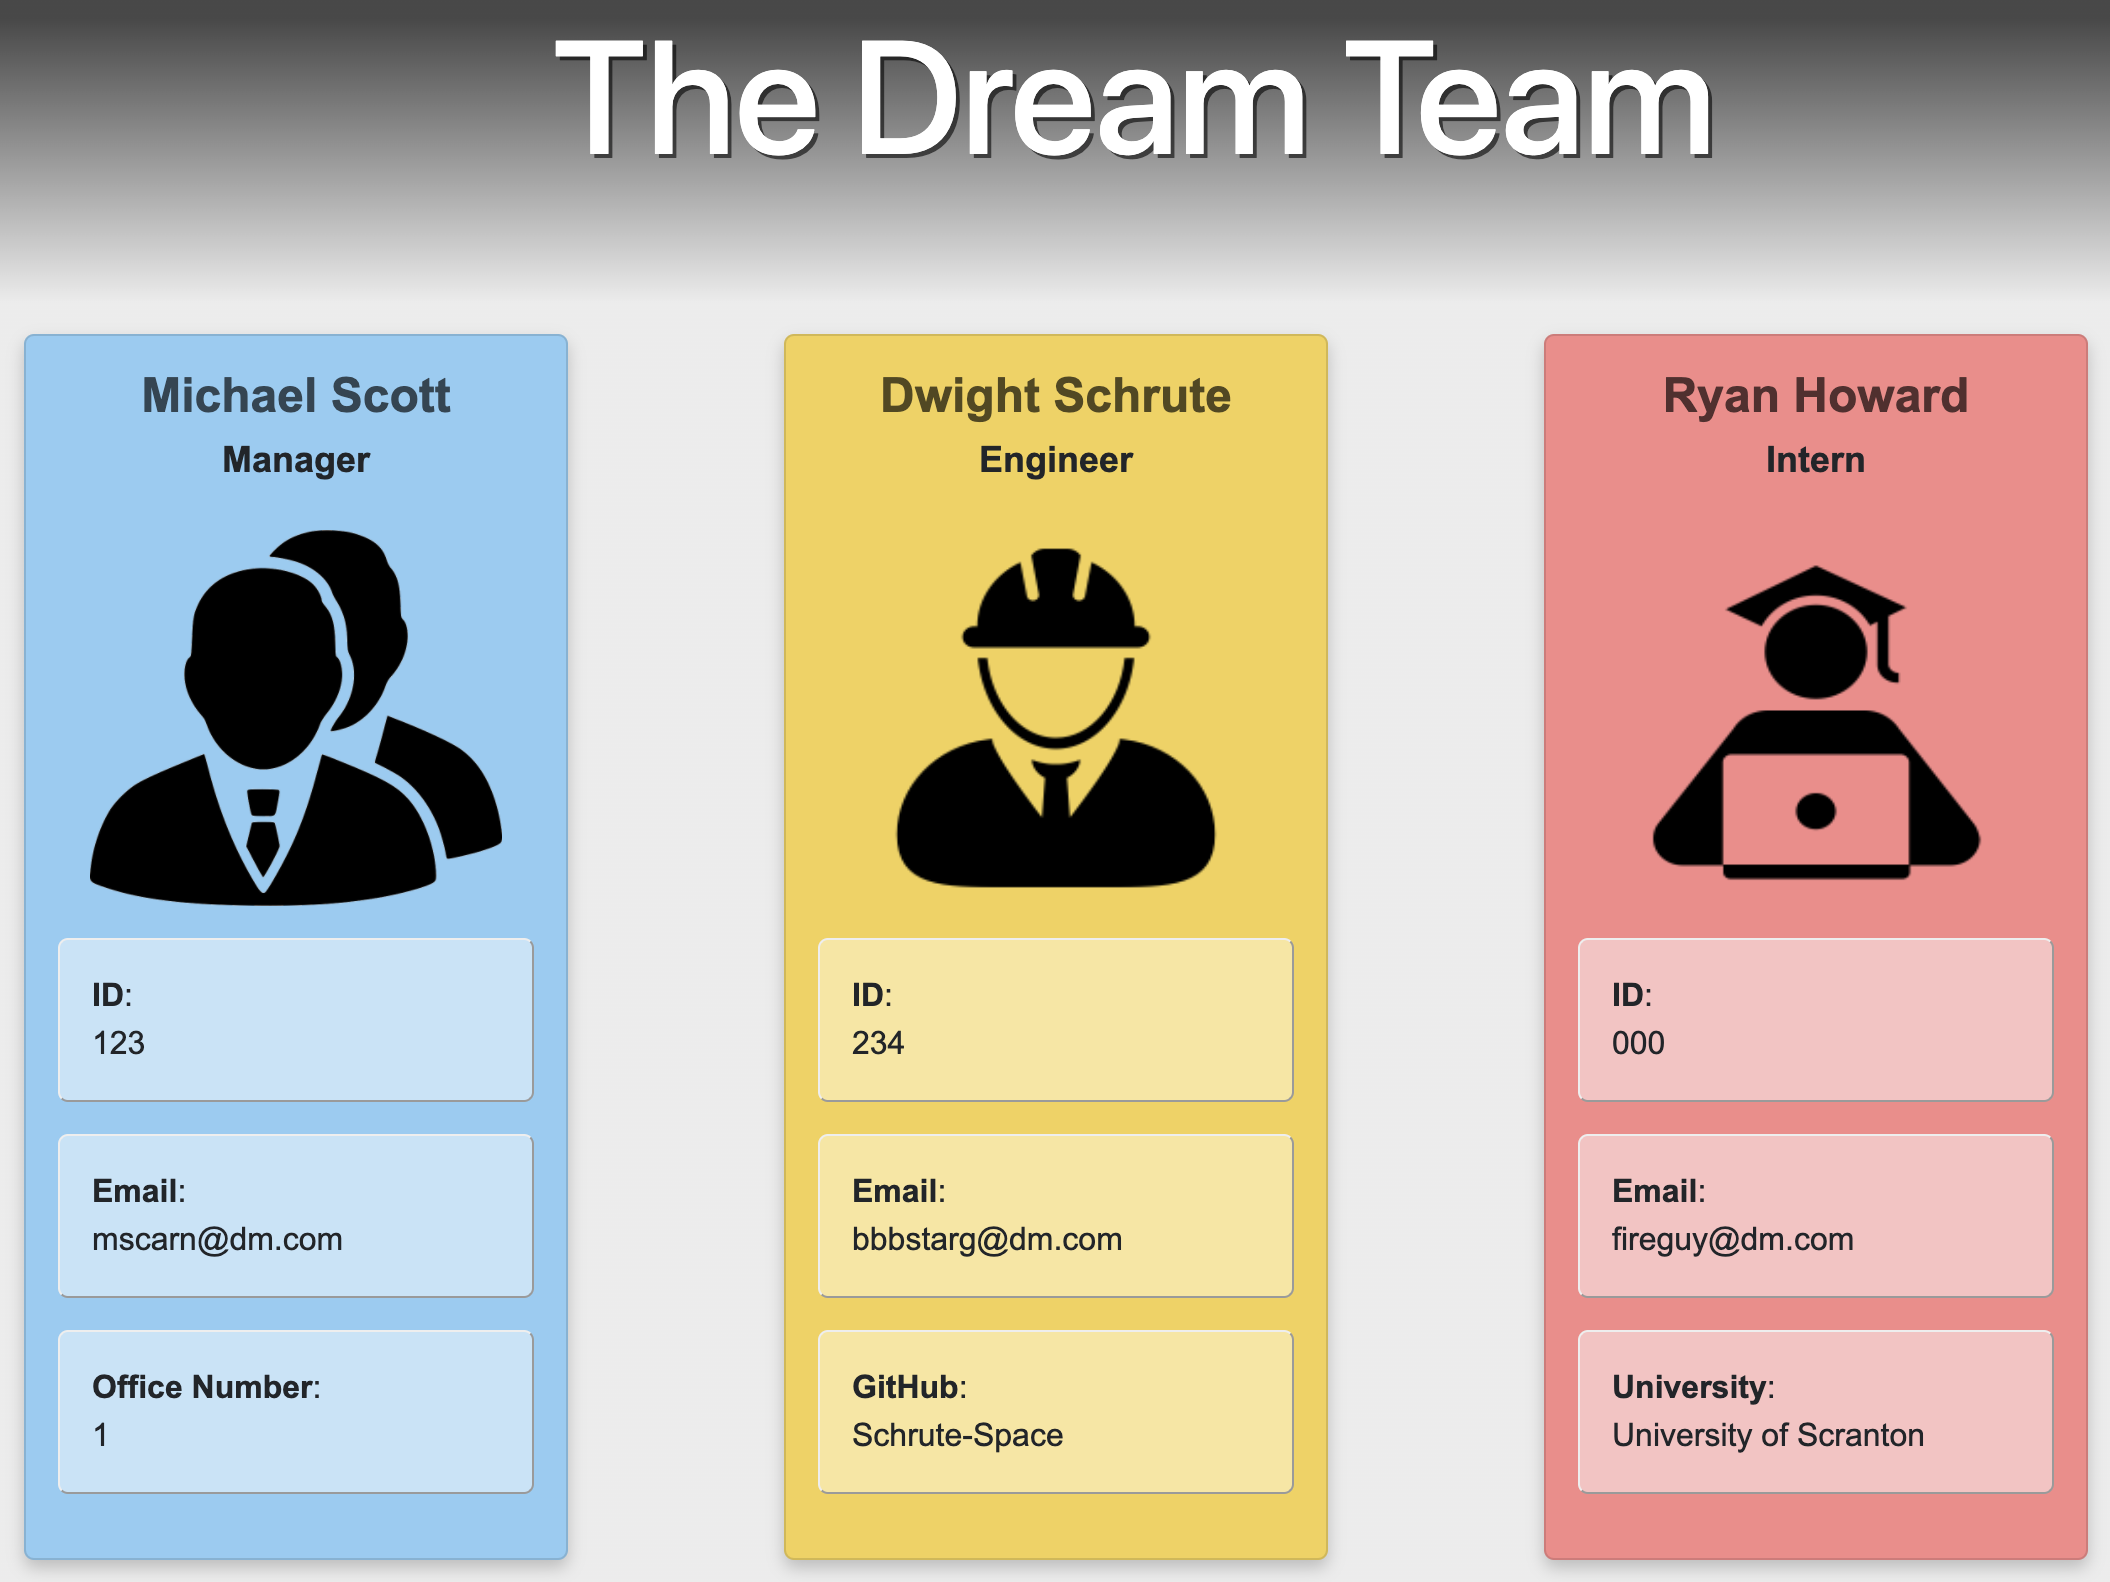 The Dream Team
Michael Scott
Manager
ID:
123
Email:
mscarn@dm.com
Office Number:
1
Dwight Schrute
Engineer
ID:
234
Email:
bbbstarg@dm.com
GitHub:
Schrute-Space
Ryan Howard
Intern
ID:
000
Email:
fireguy@dm.com
University:
University of Scranton